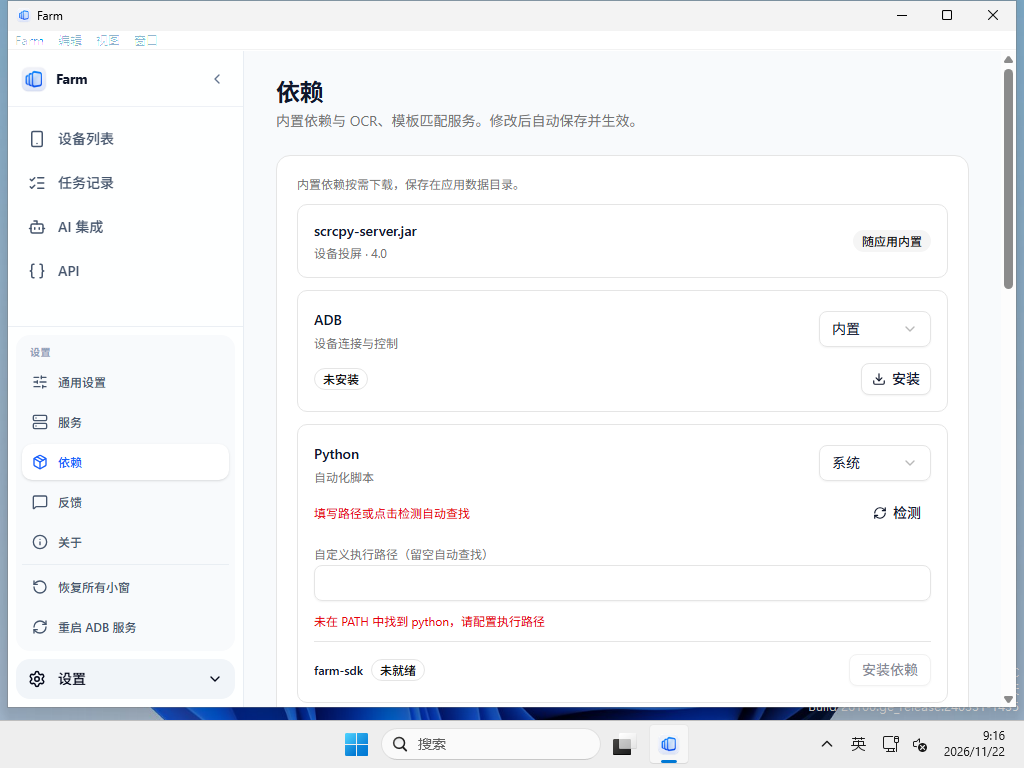 Farm
Farm 编辑 视图 窗口
Farm
设备列表
任务记录
AI 集成
API
设置
通用设置
服务
依赖
反馈
关于
恢复所有小窗
重启 ADB 服务
设置
依赖
内置依赖与 OCR、模板匹配服务。修改后自动保存并生效。
内置依赖按需下载，保存在应用数据目录。
scrcpy-server.jar
设备投屏 · 4.0
随应用内置
ADB
设备连接与控制
内置
未安装
安装
Python
自动化脚本
系统
填写路径或点击检测自动查找
检测
自定义执行路径（留空自动查找）
未在 PATH 中找到 python，请配置执行路径
farm-sdk 未就绪
安装依赖
搜索
英
9:16
2026/11/22